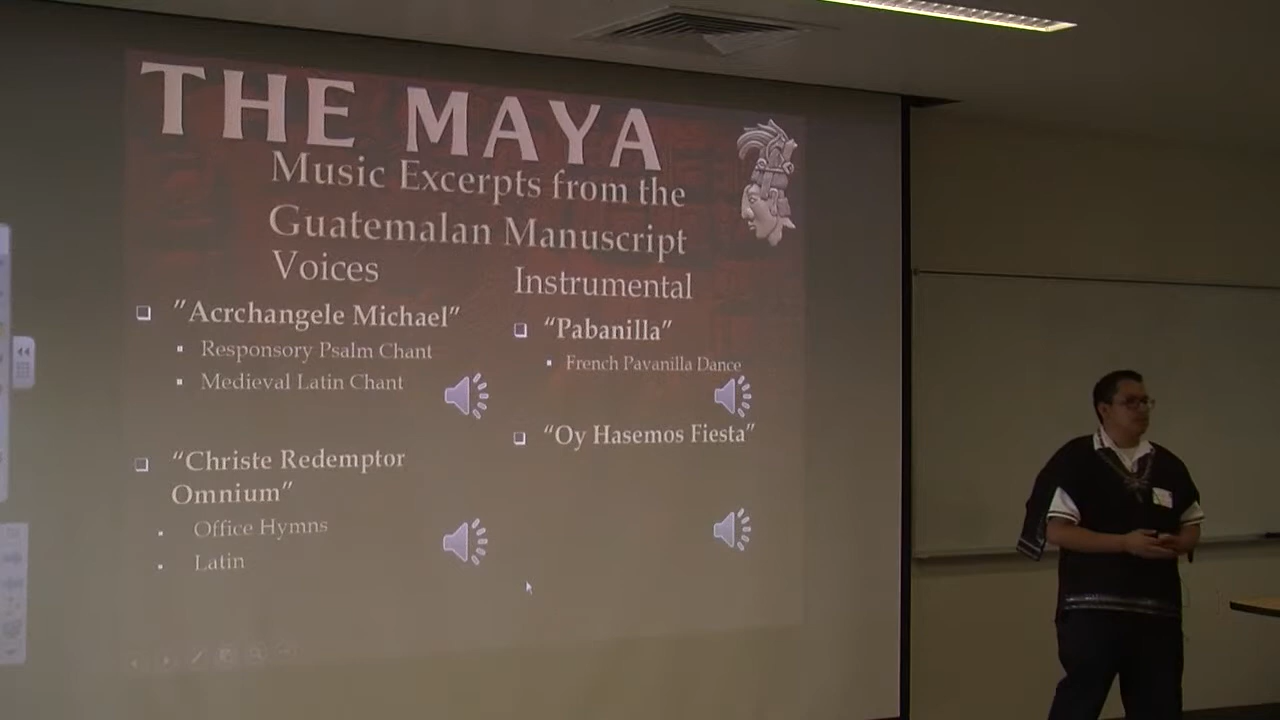 THE MAYA
Music Excerpts from the
Guatemalan Manuscript
Voices
"Acrchangele Michael"
Responsory Psalm Chant
Medieval Latin Chant
"Christe Redemptor
Omnium"
Office Hymns
Latin
Instrumental
"Pabanilla"
French Pavanilla Dance
"Oy Hasemos Fiesta"